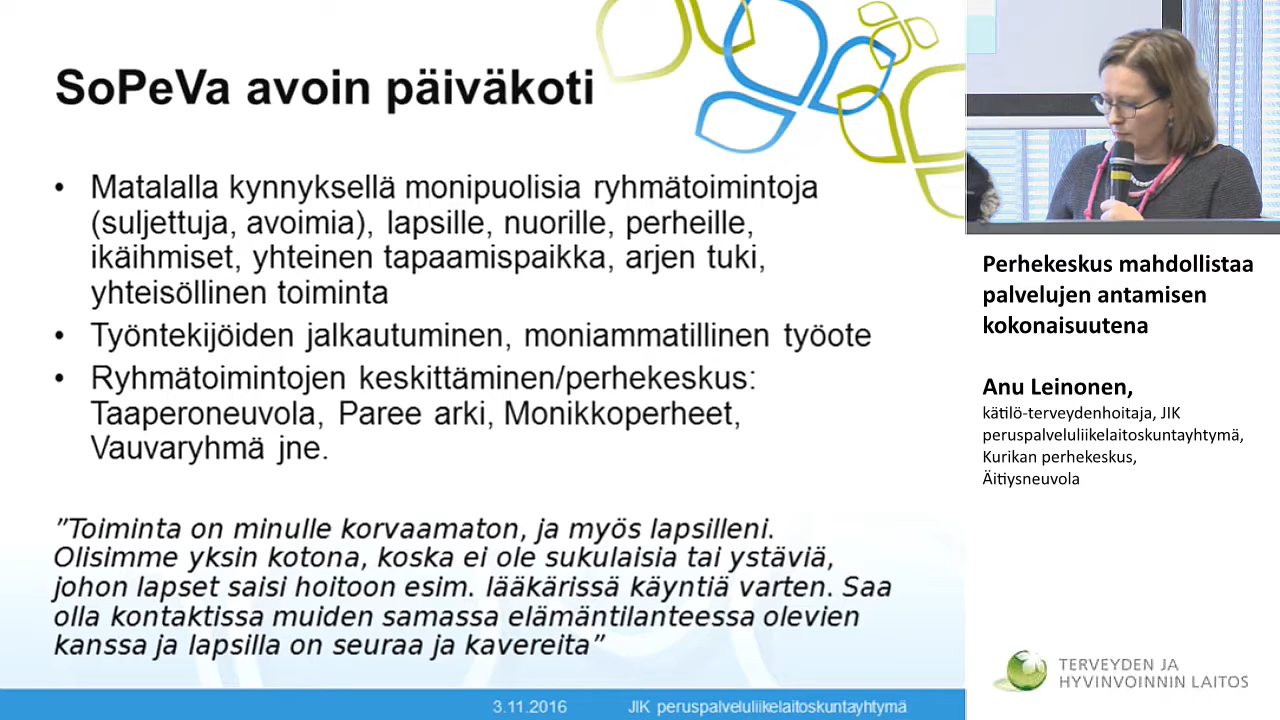 SoPeVa avoin päiväkoti
• Matalalla kynnyksellä monipuolisia ryhmätoimintoja
(suljettuja, avoimia), lapsille, nuorille, perheille,
ikäihmiset, yhteinen tapaamispaikka, arjen tuki,
yhteisöllinen toiminta
• Työntekijöiden jalkautuminen, moniammatillinen työote
• Ryhmätoimintojen keskittäminen/perhekeskus:
Taaperoneuvola, Paree arki, Monikkoperheet,
Vauvaryhmä jne.
”Toiminta on minulle korvaamaton, ja myös lapsilleni.
Olisimme yksin kotona, koska ei ole sukulaisia tai ystäviä,
johon lapset saisi hoitoon esim. lääkärissä käyntiä varten. Saa
olla kontaktissa muiden samassa elämäntilanteessa olevien
kanssa ja lapsilla on seuraa ja kavereita”
3.11.2016 JIK peruspalveluliikelaitoskuntayhtymä
Perhekeskus mahdollistaa
palvelujen antamisen
kokonaisuutena
Anu Leinonen,
kätilö-terveydenhoitaja, JIK
peruspalveluliikelaitoskuntayhtymä,
Kurikan perhekeskus,
Äitiysneuvola
TERVEYDEN JA
HYVINVOINNIN LAITOS